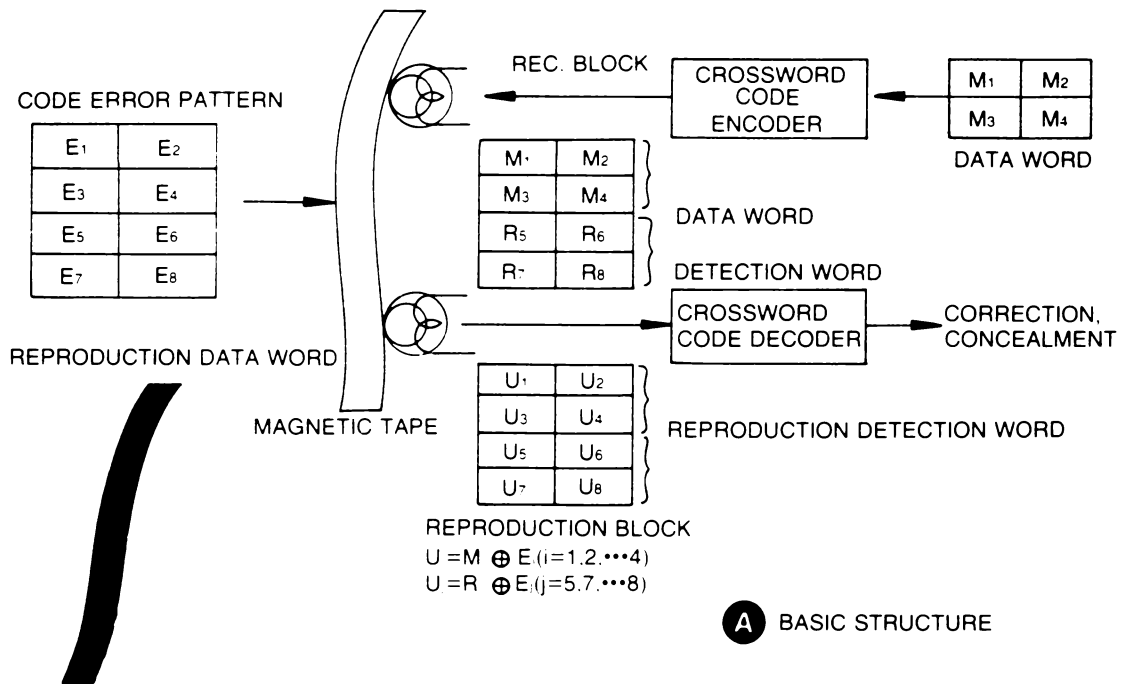 REC. BLOCK
CROSSWORD
CODE
ENCODER
M1 M2
M3 M4
DATA WORD
CODE ERROR PATTERN
E1 E2
E3 E4
E5 E6
E7 E8
M1 M2
M3 M4
R5 R6
R7 R8
DATA WORD
DETECTION WORD
CROSSWORD
CODE DECODER
CORRECTION,
CONCEALMENT
REPRODUCTION DATA WORD
MAGNETIC TAPE
U1 U2
U3 U4
U5 U6
U7 U8
REPRODUCTION DETECTION WORD
REPRODUCTION BLOCK
U =M ⊕ Ei(i=1.2.•••4)
U =R ⊕ Ej(j=5.7.•••8)
A BASIC STRUCTURE